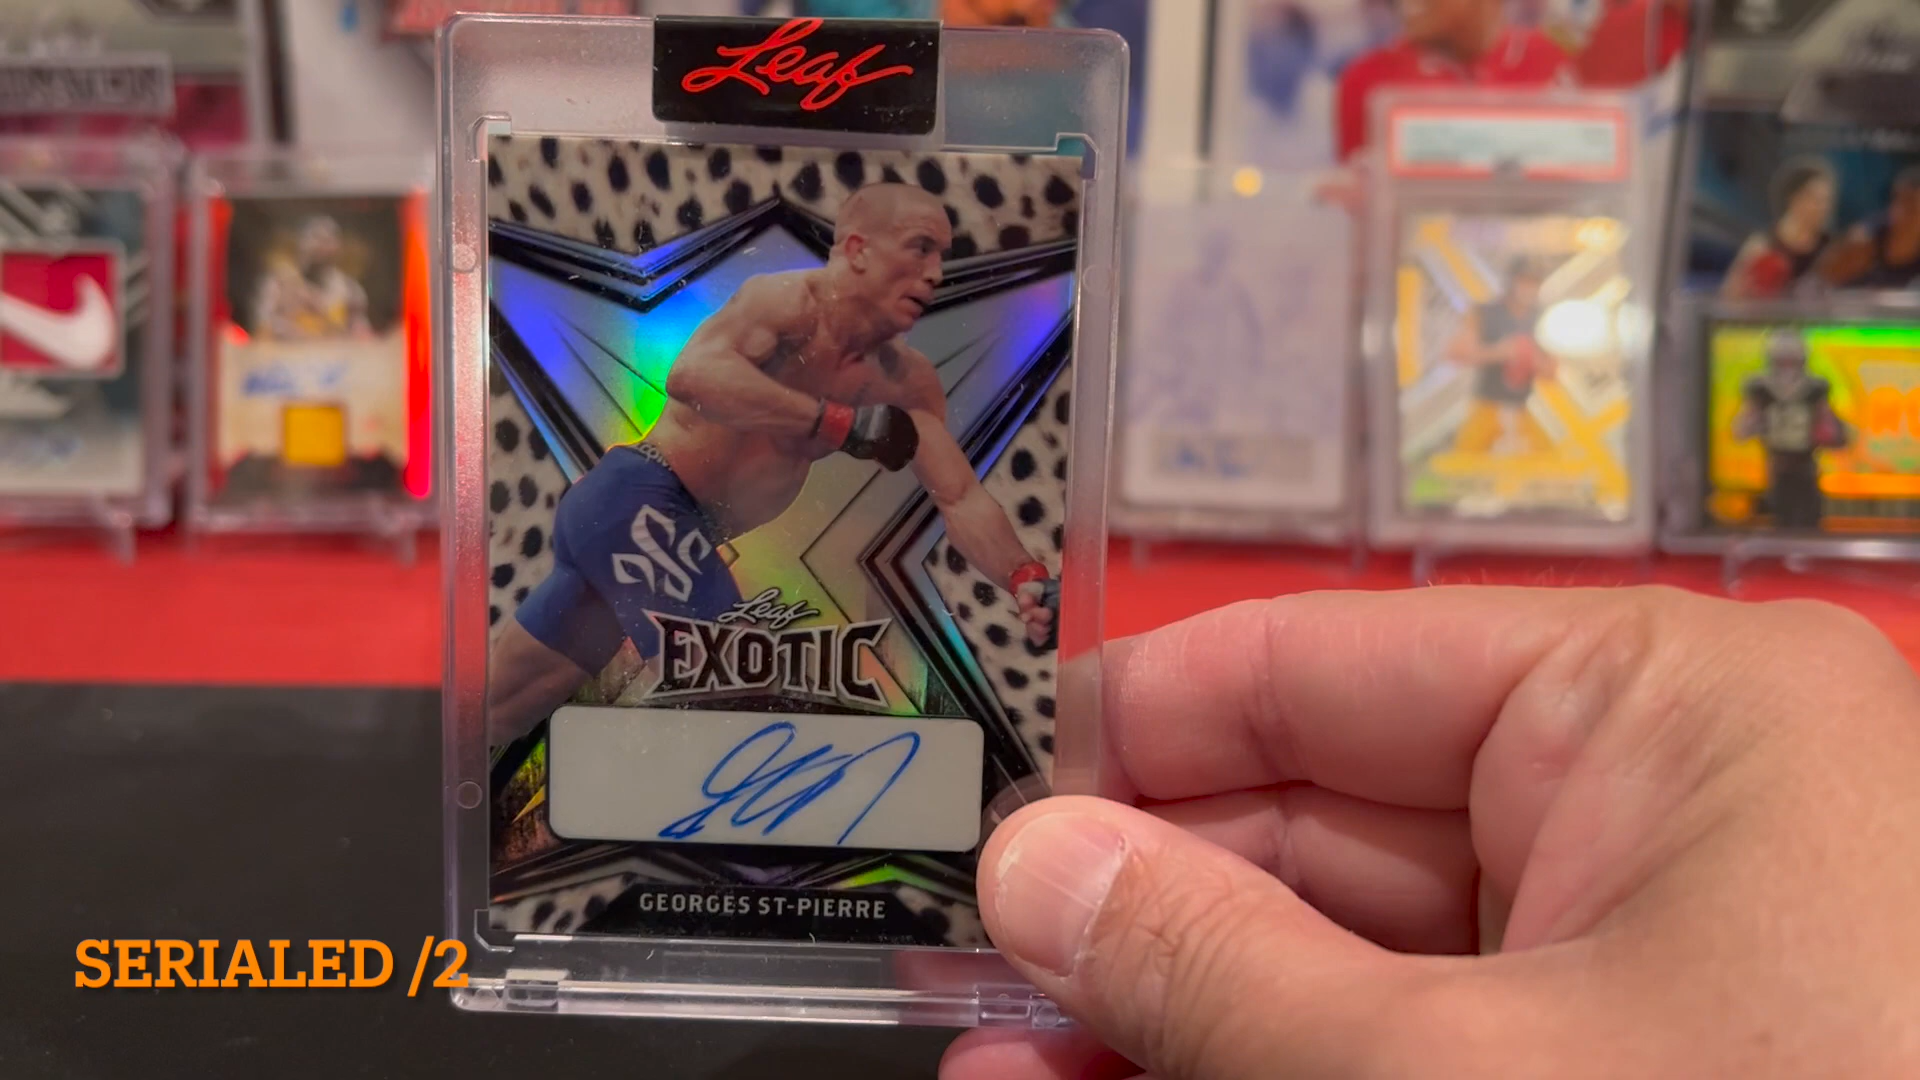 Leaf
Leaf
EXOTIC
GEORGES ST-PIERRE
SERIALED /2